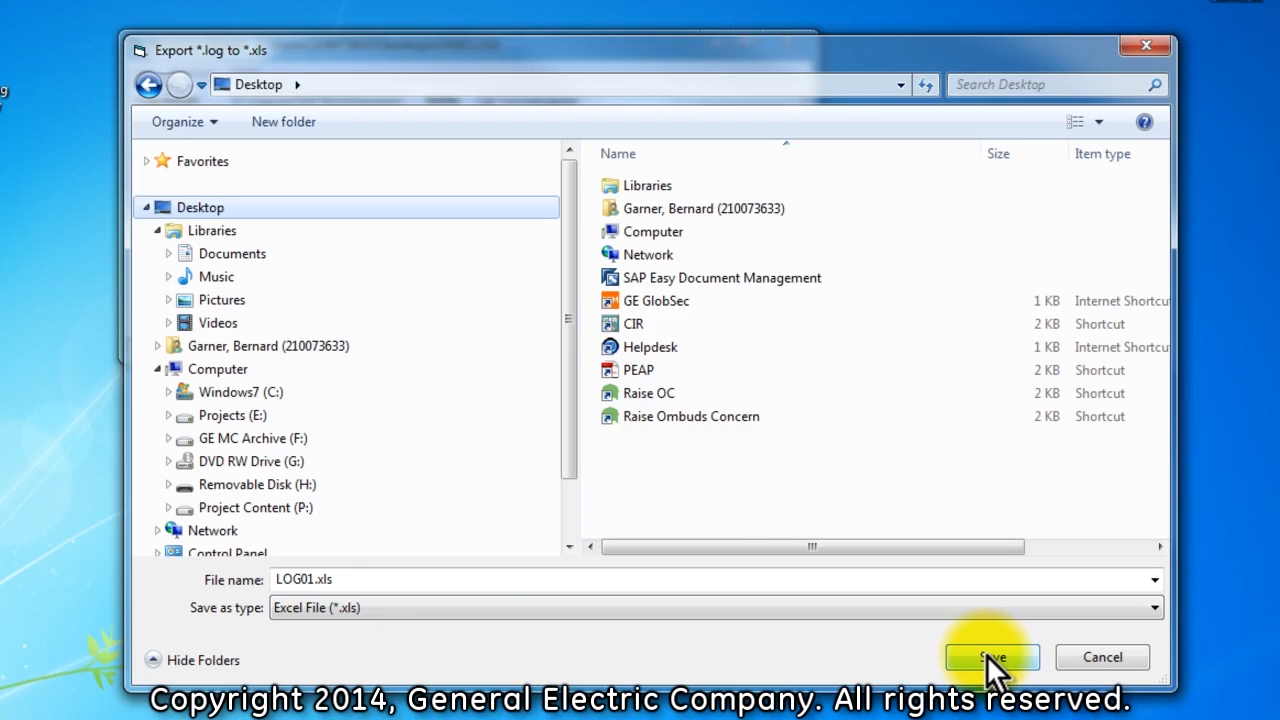 g
Export *.log to *.xls
Desktop
Search Desktop
Organize
New folder
Favorites
Desktop
Libraries
Documents
Music
Pictures
Videos
Garner, Bernard (210073633)
Computer
Windows7 (C:)
Projects (E:)
GE MC Archive (F:)
DVD RW Drive (G:)
Removable Disk (H:)
Project Content (P:)
Network
Control Panel
Name Size Item type
Libraries
Garner, Bernard (210073633)
Computer
Network
SAP Easy Document Management
GE GlobSec 1 KB Internet Shortcu
CIR 2 KB Shortcut
Helpdesk 1 KB Internet Shortcu
PEAP 2 KB Shortcut
Raise OC 2 KB Shortcut
Raise Ombuds Concern 2 KB Shortcut
File name: LOG01.xls
Save as type: Excel File (*.xls)
Hide Folders
Save Cancel
Copyright 2014, General Electric Company. All rights reserved.